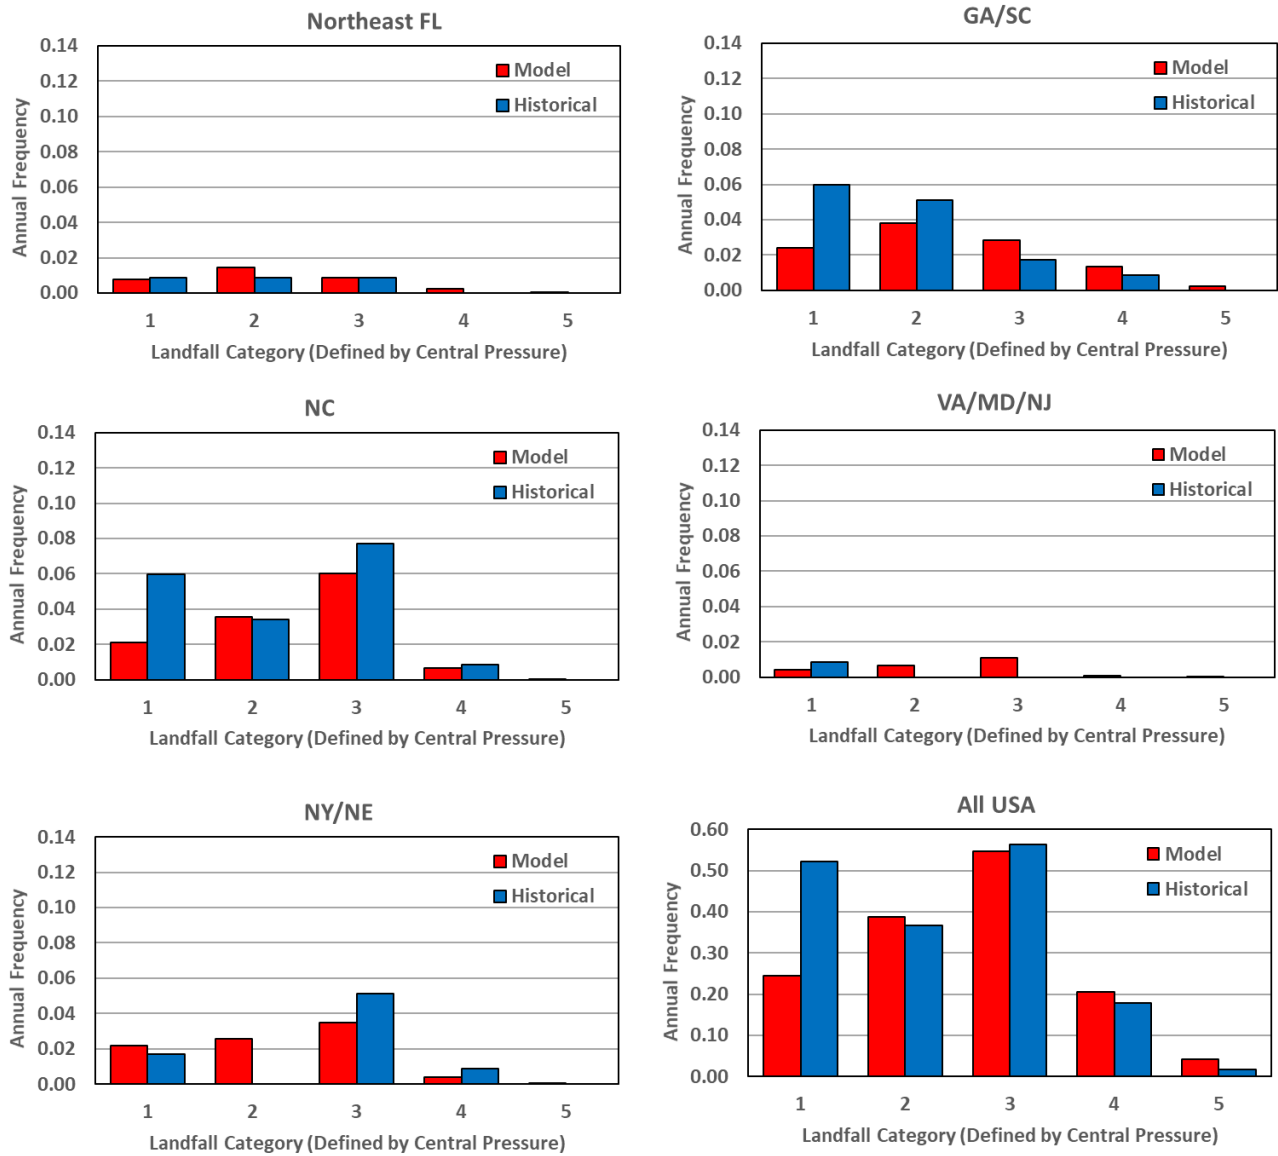 Northeast FL
Annual Frequency
0.14
0.12
0.10
0.08
0.06
0.04
0.02
0.00
Model
Historical
1 2 3 4 5
Landfall Category (Defined by Central Pressure)
GA/SC
Annual Frequency
0.14
0.12
0.10
0.08
0.06
0.04
0.02
0.00
Model
Historical
1 2 3 4 5
Landfall Category (Defined by Central Pressure)
NC
Annual Frequency
0.14
0.12
0.10
0.08
0.06
0.04
0.02
0.00
Model
Historical
1 2 3 4 5
Landfall Category (Defined by Central Pressure)
VA/MD/NJ
Annual Frequency
0.14
0.12
0.10
0.08
0.06
0.04
0.02
0.00
Model
Historical
1 2 3 4 5
Landfall Category (Defined by Central Pressure)
NY/NE
Annual Frequency
0.14
0.12
0.10
0.08
0.06
0.04
0.02
0.00
Model
Historical
1 2 3 4 5
Landfall Category (Defined by Central Pressure)
All USA
Annual Frequency
0.60
0.50
0.40
0.30
0.20
0.10
0.00
Model
Historical
1 2 3 4 5
Landfall Category (Defined by Central Pressure)